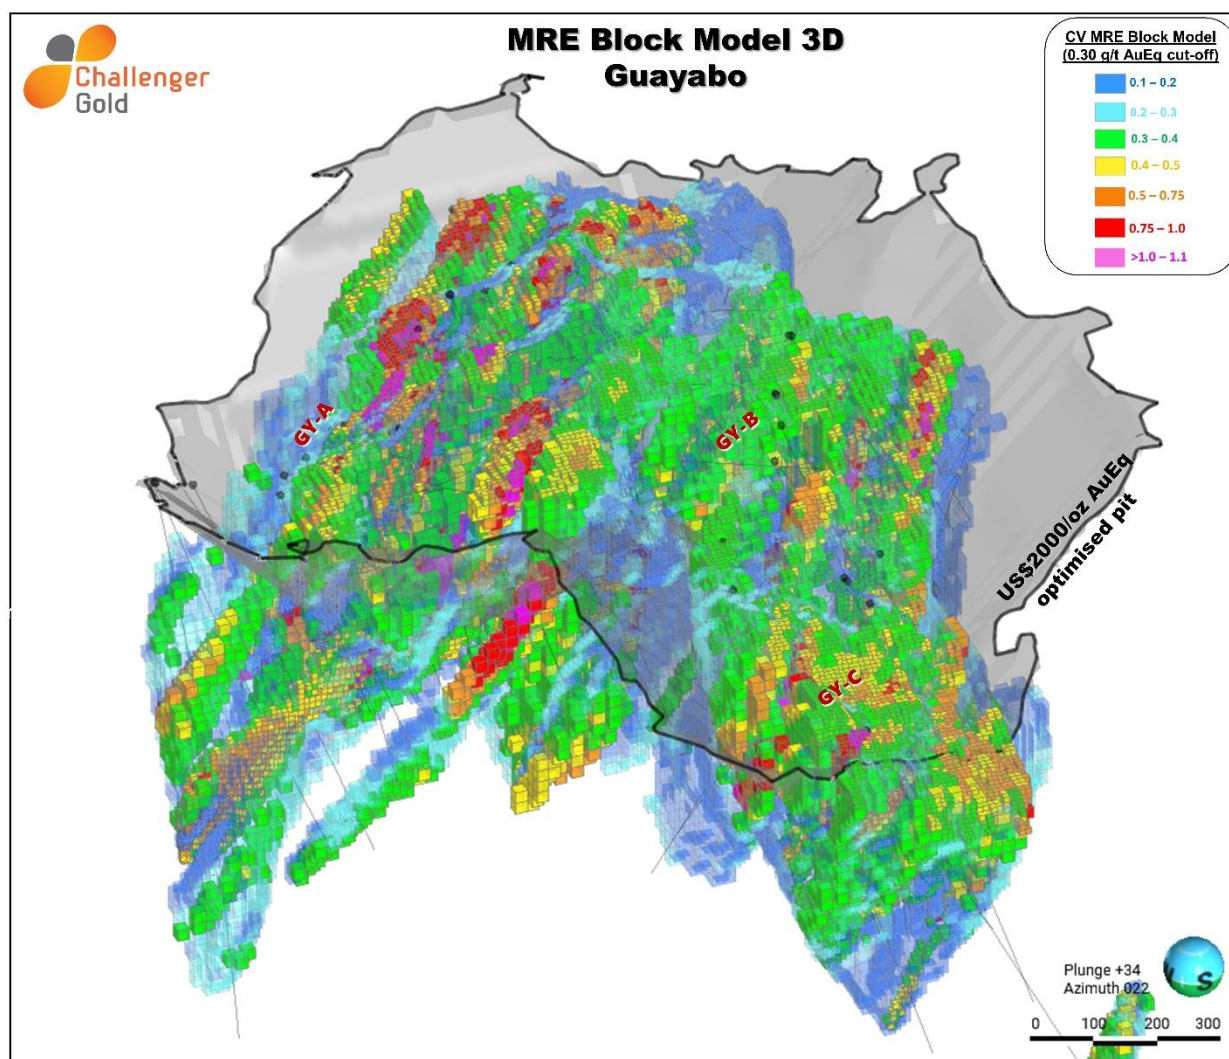 Challenger
Gold
MRE Block Model 3D
Guayabo
CV MRE Block Model
(0.30 g/t AuEq cut-off)
0.1 – 0.2
0.2 – 0.3
0.3 – 0.4
0.4 – 0.5
0.5 – 0.75
0.75 – 1.0
>1.0 – 1.1
GY-A
GY-B
GY-C
US$2000/oz AuEq
optimised pit
Plunge +34
Azimuth 022
S
0 100 200 300